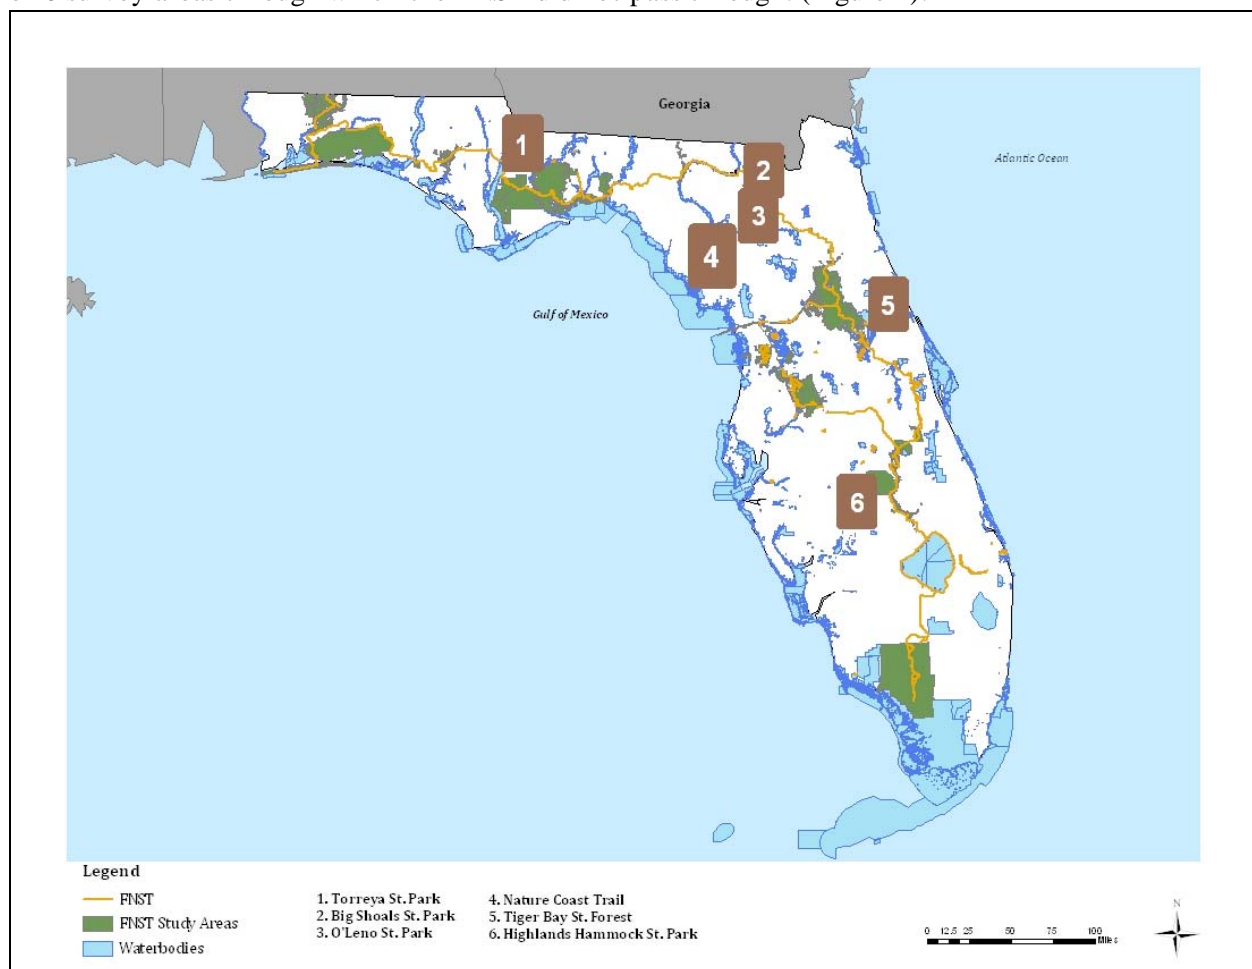 Georgia
Atlantic Ocean
1
2
3
4
Gulf of Mexico
5
6
Legend
FNST
FNST Study Areas
Waterbodies
1. Torreya St. Park
2. Big Shoals St. Park
3. O'Leno St. Park
4. Nature Coast Trail
5. Tiger Bay St. Forest
6. Highlands Hammock St. Park
0 12.5 25 50 75 100
Miles
N